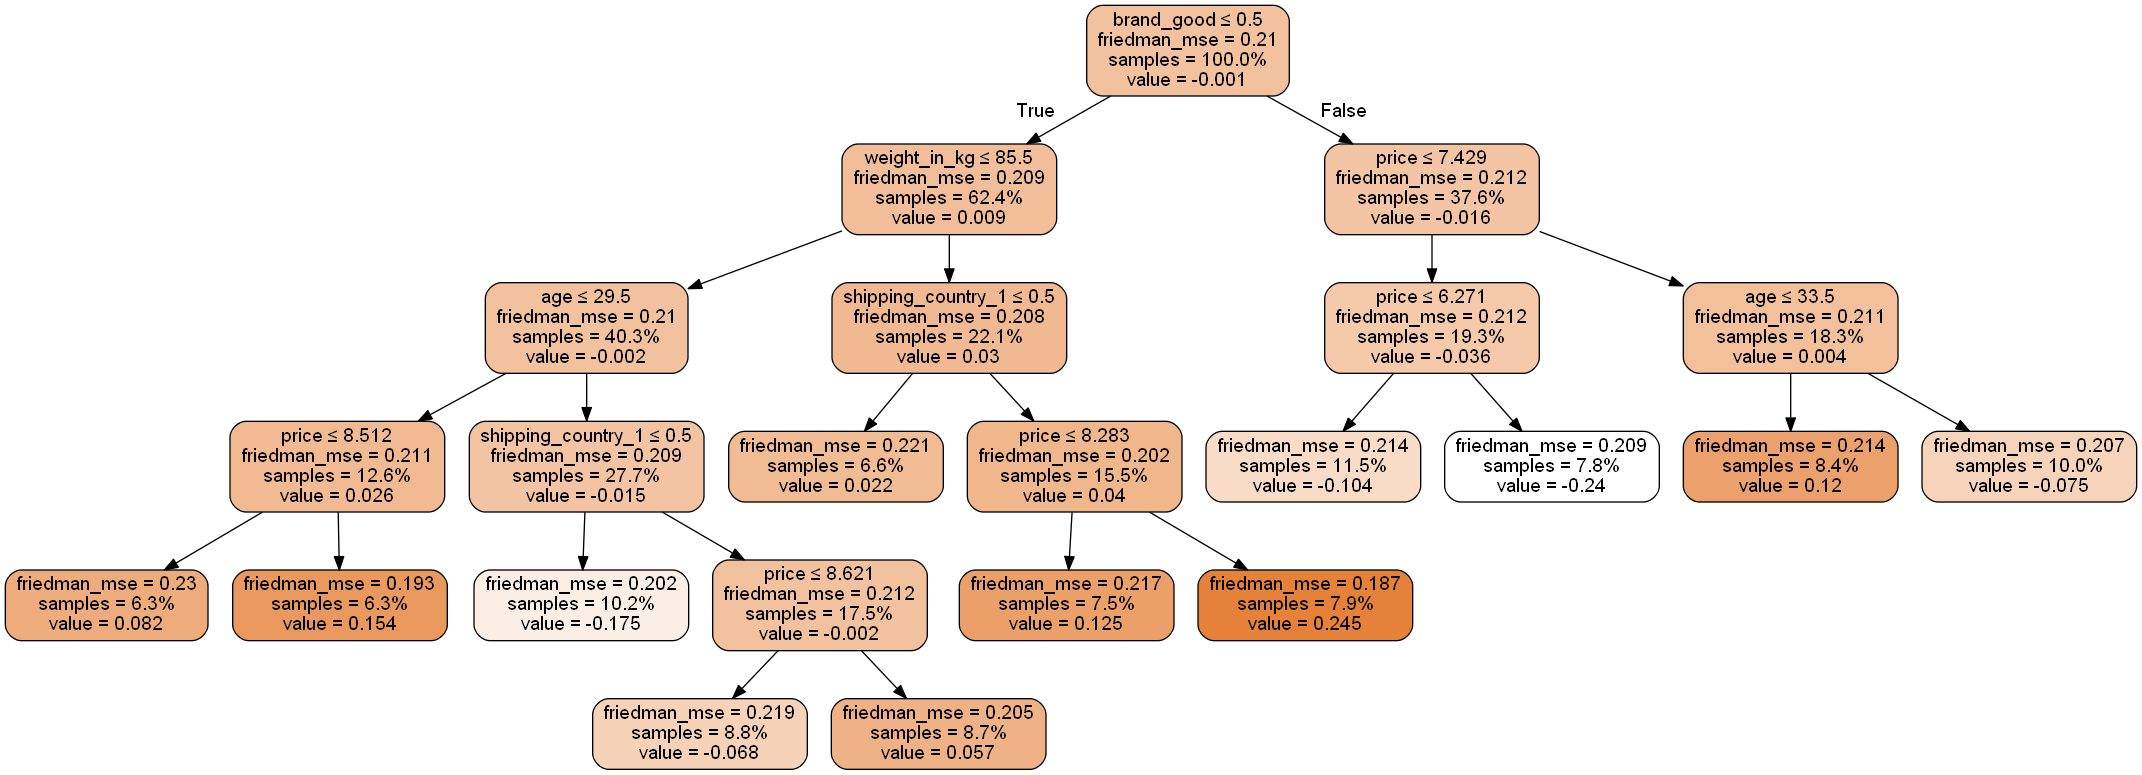 brand_good ≤ 0.5
friedman_mse = 0.21
samples = 100.0%
value = -0.001
True
False
weight_in_kg ≤ 85.5
friedman_mse = 0.209
samples = 62.4%
value = 0.009
price ≤ 7.429
friedman_mse = 0.212
samples = 37.6%
value = -0.016
age ≤ 29.5
friedman_mse = 0.21
samples = 40.3%
value = -0.002
shipping_country_1 ≤ 0.5
friedman_mse = 0.208
samples = 22.1%
value = 0.03
price ≤ 6.271
friedman_mse = 0.212
samples = 19.3%
value = -0.036
age ≤ 33.5
friedman_mse = 0.211
samples = 18.3%
value = 0.004
price ≤ 8.512
friedman_mse = 0.211
samples = 12.6%
value = 0.026
shipping_country_1 ≤ 0.5
friedman_mse = 0.209
samples = 27.7%
value = -0.015
friedman_mse = 0.221
samples = 6.6%
value = 0.022
price ≤ 8.283
friedman_mse = 0.202
samples = 15.5%
value = 0.04
friedman_mse = 0.214
samples = 11.5%
value = -0.104
friedman_mse = 0.209
samples = 7.8%
value = -0.24
friedman_mse = 0.214
samples = 8.4%
value = 0.12
friedman_mse = 0.207
samples = 10.0%
value = -0.075
friedman_mse = 0.23
samples = 6.3%
value = 0.082
friedman_mse = 0.193
samples = 6.3%
value = 0.154
friedman_mse = 0.202
samples = 10.2%
value = -0.175
price ≤ 8.621
friedman_mse = 0.212
samples = 17.5%
value = -0.002
friedman_mse = 0.217
samples = 7.5%
value = 0.125
friedman_mse = 0.187
samples = 7.9%
value = 0.245
friedman_mse = 0.219
samples = 8.8%
value = -0.068
friedman_mse = 0.205
samples = 8.7%
value = 0.057